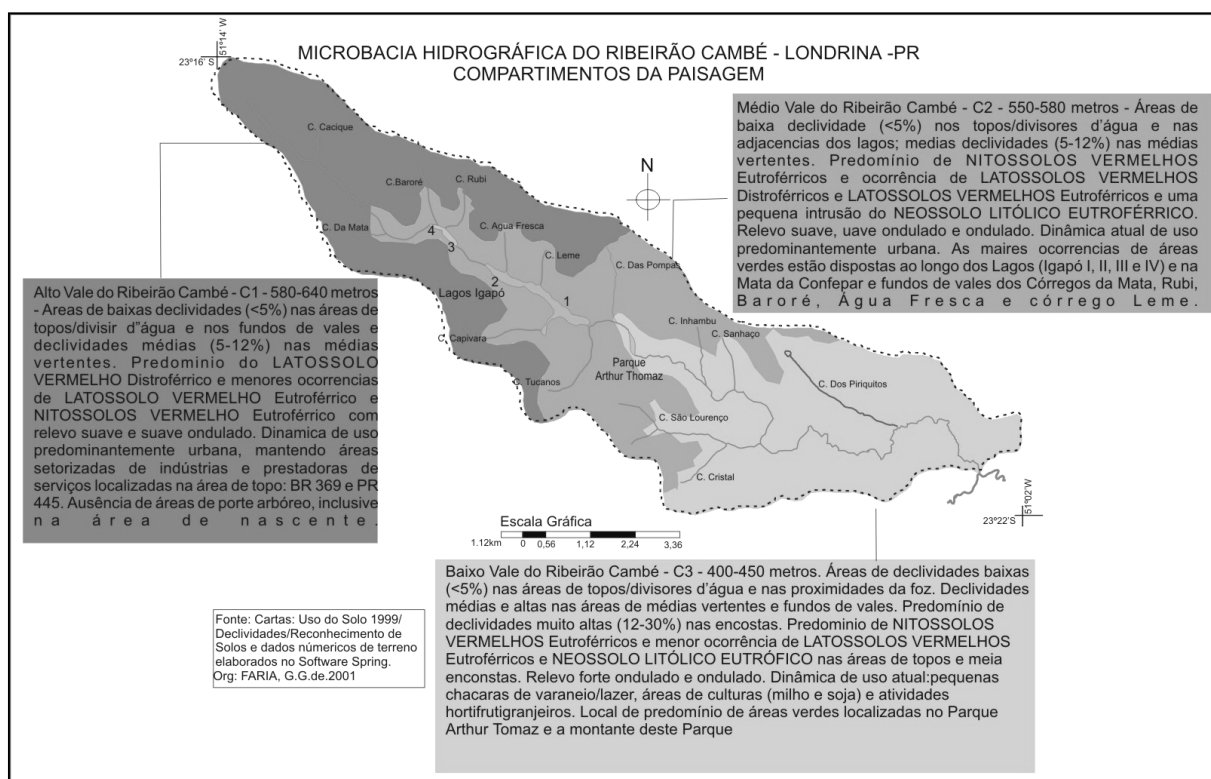 MICROBACIA HIDROGRÁFICA DO RIBEIRÃO CAMBÉ - LONDRINA -PR
COMPARTIMENTOS DA PAISAGEM
51º14' W
23º16' S
N
C. Cacique
C.Baroré
C. Rubi
C. Da Mata
C. Agua Fresca
C. Leme
C. Das Pompas
4
3
2
1
Lagos Igapó
C. Capivara
C. Tucanos
Parque
Arthur Thomaz
C. Inhambu
C. Sanhaço
C. Dos Piriquitos
C. São Lourenço
C. Cristal
51º02'W
23º22'S
Médio Vale do Ribeirão Cambé - C2 - 550-580 metros - Áreas de
baixa declividade (<5%) nos topos/divisores d'água e nas
adjacencias dos lagos; medias declividades (5-12%) nas médias
vertentes. Predomínio de NITOSSOLOS VERMELHOS
Eutroférricos e ocorrência de LATOSSOLOS VERMELHOS
Distroférricos e LATOSSOLOS VERMELHOS Eutroférricos e uma
pequena intrusão do NEOSSOLO LITÓLICO EUTROFÉRRICO.
Relevo suave, uave ondulado e ondulado. Dinâmica atual de uso
predominantemente urbana. As maires ocorrencias de áreas
verdes estão dispostas ao longo dos Lagos (Igapó I, II, III e IV) e na
Mata da Confepar e fundos de vales dos Córregos da Mata, Rubi,
Baroré, Água Fresca e córrego Leme.
Alto Vale do Ribeirão Cambé - C1 - 580-640 metros
- Areas de baixas declividades (<5%) nas áreas de
topos/divisir d"água e nos fundos de vales e
declividades médias (5-12%) nas médias
vertentes. Predominio do LATOSSOLO
VERMELHO Distroférrico e menores ocorrencias
de LATOSSOLO VERMELHO Eutroférrico e
NITOSSOLOS VERMELHO Eutroférrico com
relevo suave e suave ondulado. Dinamica de uso
predominantemente urbana, mantendo áreas
setorizadas de indústrias e prestadoras de
serviços localizadas na área de topo: BR 369 e PR
445. Ausência de áreas de porte arbóreo, inclusive
na área de nascente.
Escala Gráfica
1.12km 0 0,56 1,12 2,24 3,36
Baixo Vale do Ribeirão Cambé - C3 - 400-450 metros. Áreas de declividades baixas
(<5%) nas áreas de topos/divisores d'água e nas proximidades da foz. Declividades
médias e altas nas áreas de médias vertentes e fundos de vales. Predomínio de
declividades muito altas (12-30%) nas encostas. Predominio de NITOSSOLOS
VERMELHOS Eutroférricos e menor ocorrência de LATOSSOLOS VERMELHOS
Eutroférricos e NEOSSOLO LITÓLICO EUTRÓFICO nas áreas de topos e meia
enconstas. Relevo forte ondulado e ondulado. Dinâmica de uso atual:pequenas
chacaras de varaneio/lazer, áreas de culturas (milho e soja) e atividades
hortifrutigranjeiros. Local de predomínio de áreas verdes localizadas no Parque
Arthur Tomaz e a montante deste Parque
Fonte: Cartas: Uso do Solo 1999/
Declividades/Reconhecimento de
Solos e dados númericos de terreno
elaborados no Software Spring.
Org: FARIA, G.G.de.2001